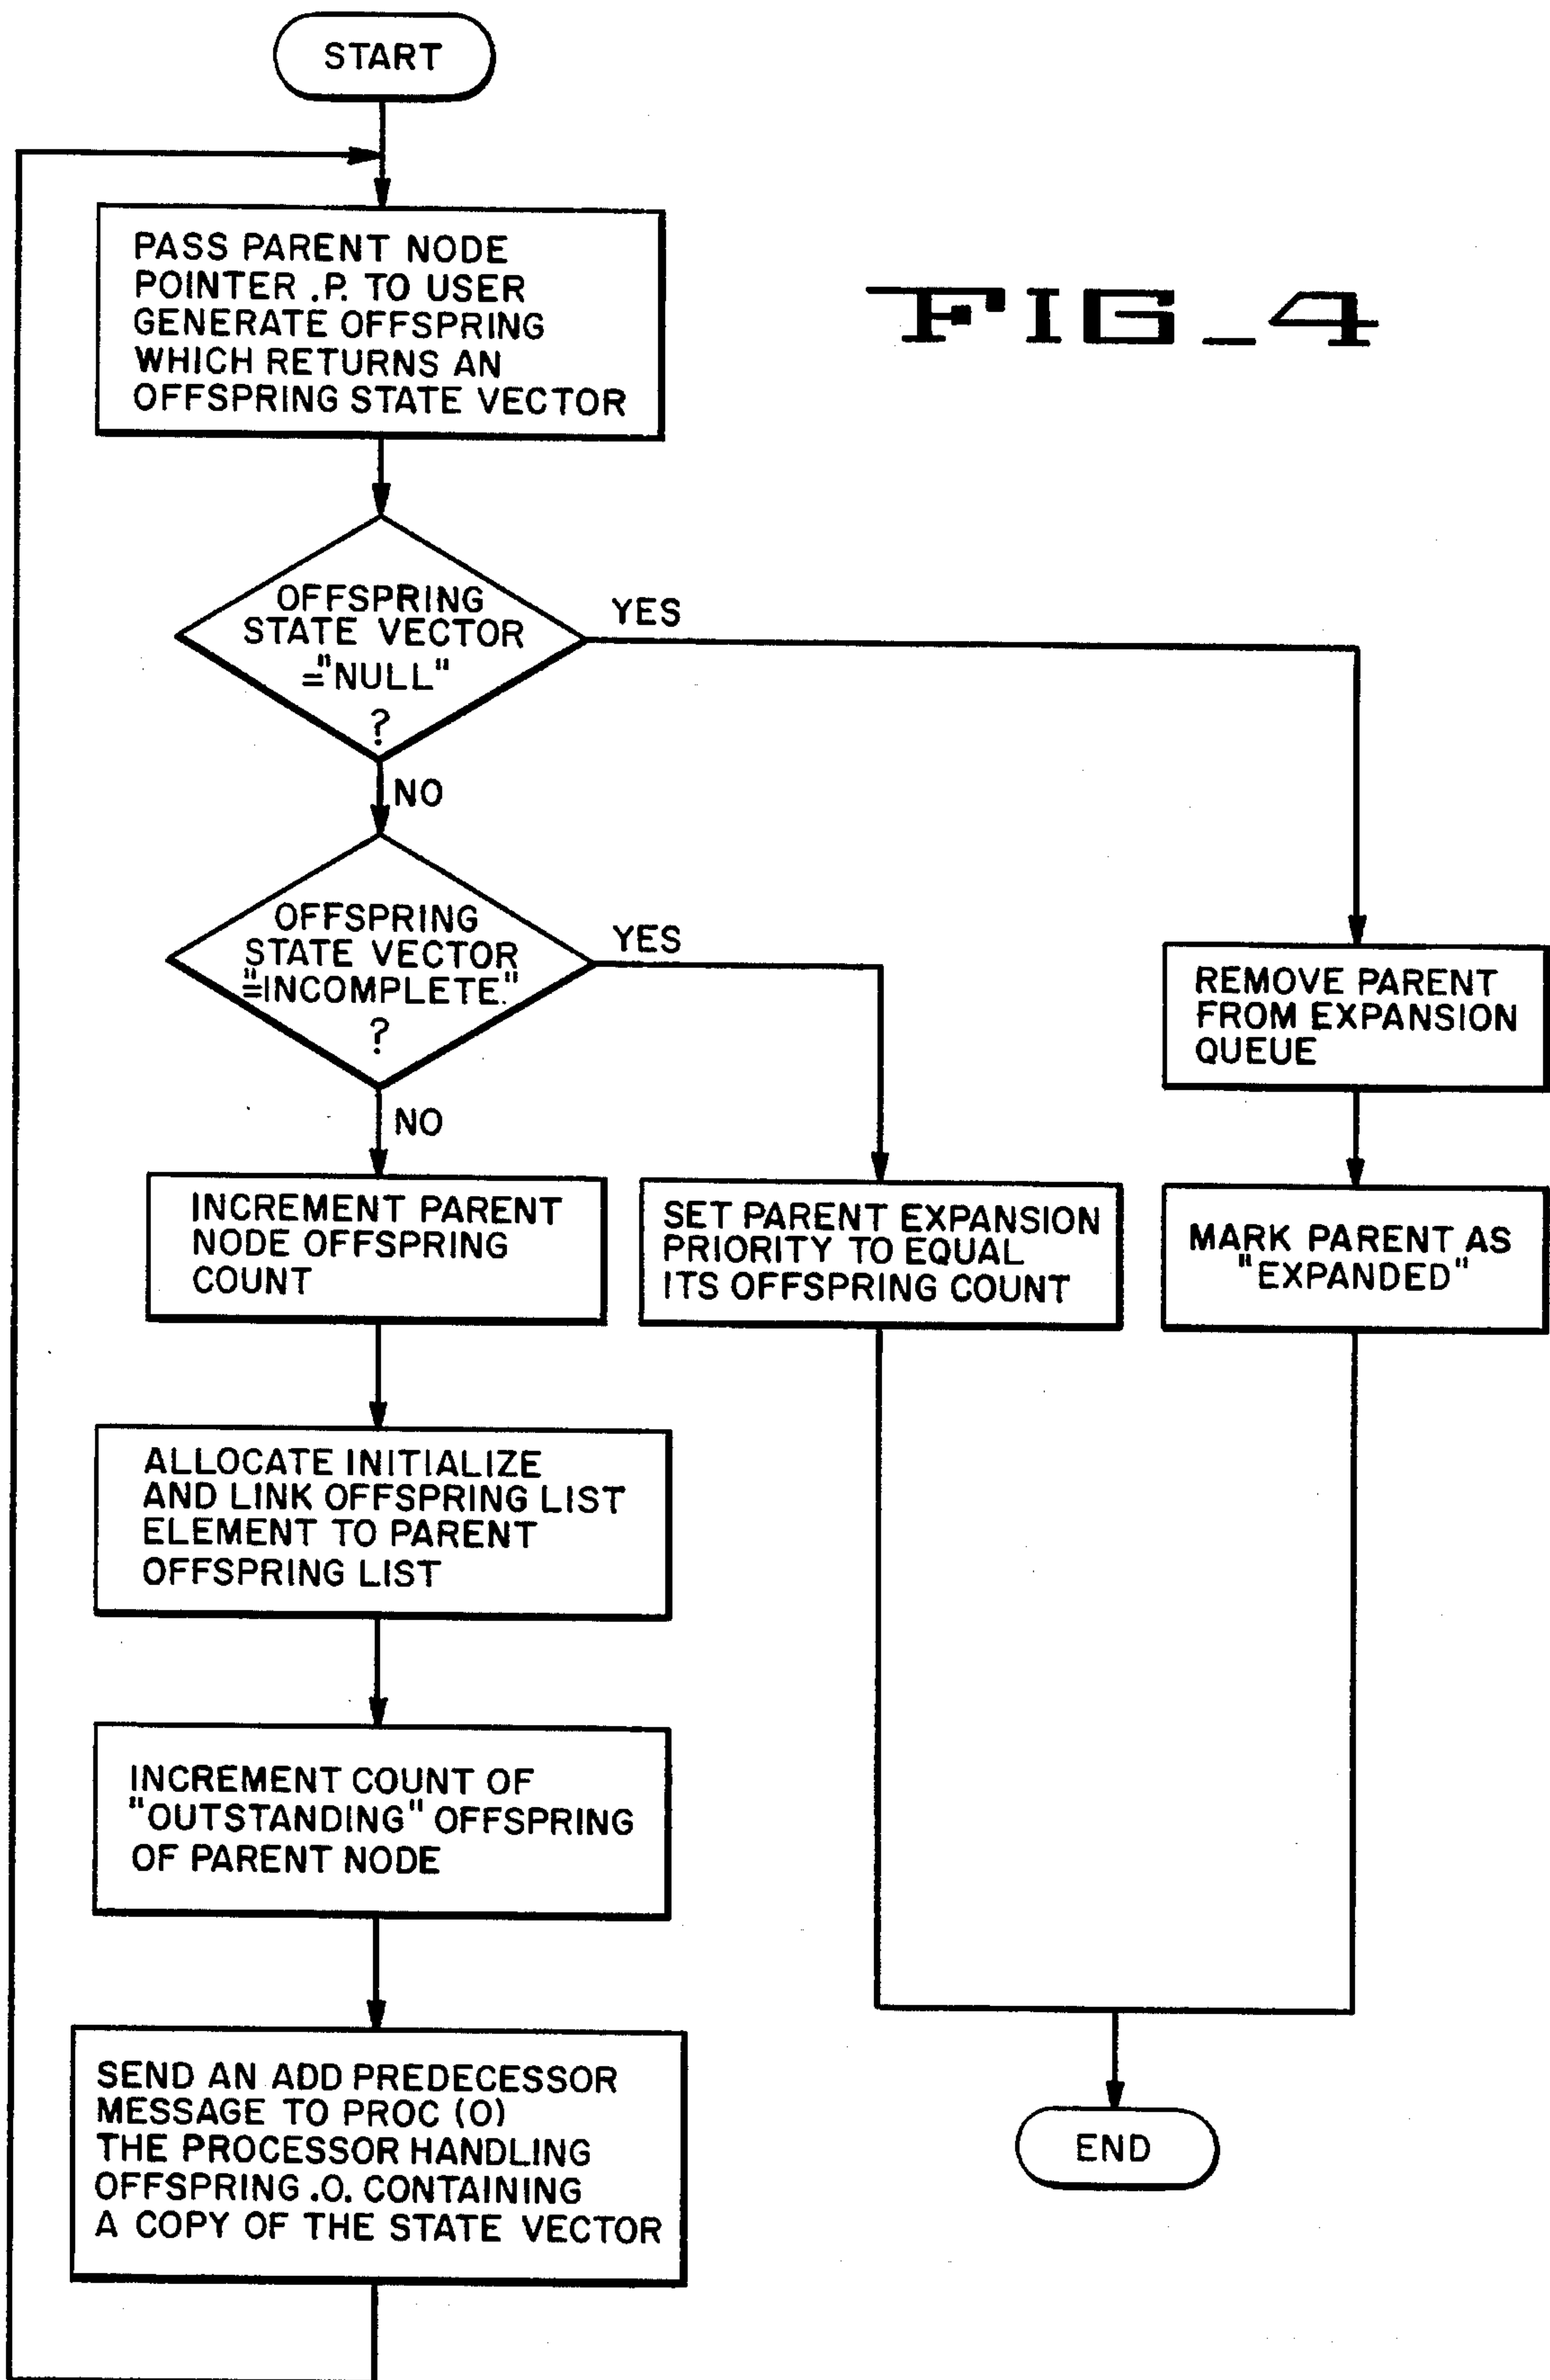 START
PASS PARENT NODE
POINTER .P. TO USER
GENERATE OFFSPRING
WHICH RETURNS AN
OFFSPRING STATE VECTOR
FIG_4
OFFSPRING
STATE VECTOR
="NULL"
?
YES
NO
OFFSPRING
STATE VECTOR
="INCOMPLETE."
?
YES
NO
REMOVE PARENT
FROM EXPANSION
QUEUE
INCREMENT PARENT
NODE OFFSPRING
COUNT
SET PARENT EXPANSION
PRIORITY TO EQUAL
ITS OFFSPRING COUNT
MARK PARENT AS
"EXPANDED"
ALLOCATE INITIALIZE
AND LINK OFFSPRING LIST
ELEMENT TO PARENT
OFFSPRING LIST
INCREMENT COUNT OF
"OUTSTANDING" OFFSPRING
OF PARENT NODE
SEND AN ADD PREDECESSOR
MESSAGE TO PROC (O)
THE PROCESSOR HANDLING
OFFSPRING .O. CONTAINING
A COPY OF THE STATE VECTOR
END